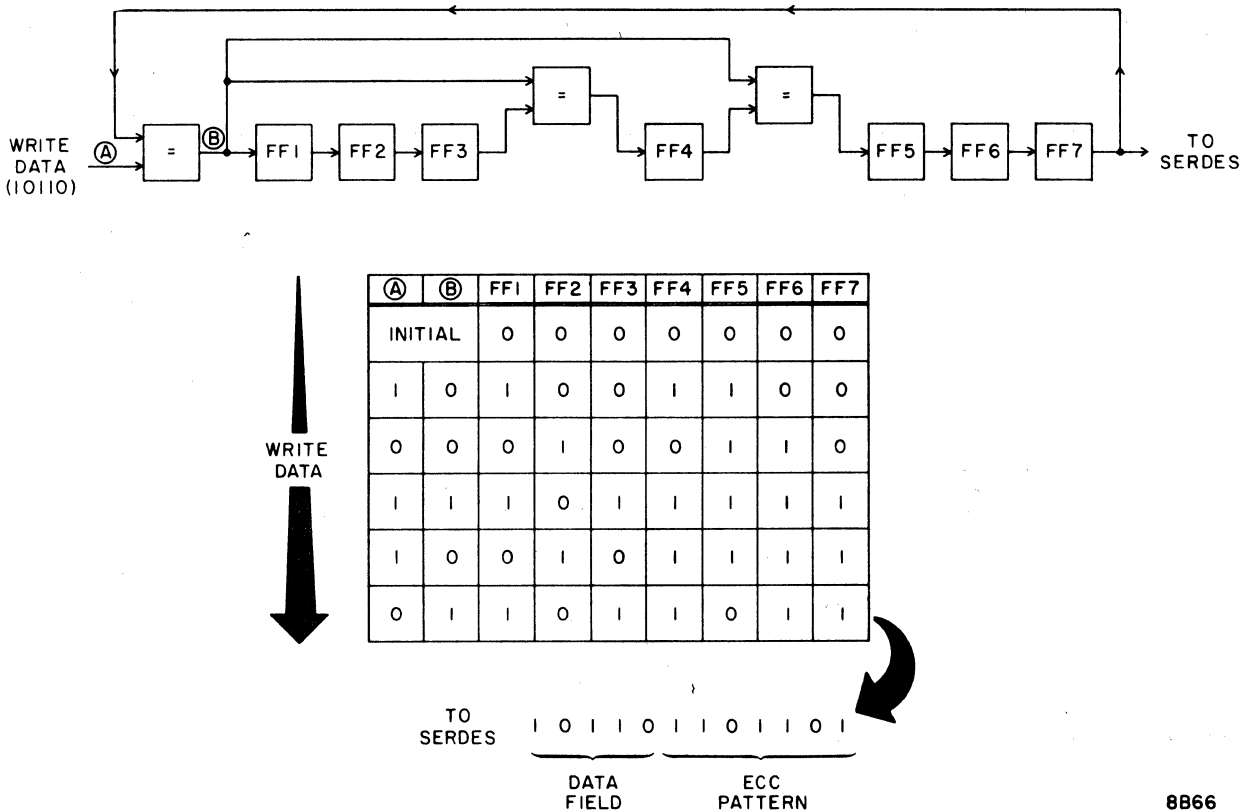 WRITE DATA (10110)
Ⓐ
=
Ⓑ
FF1
FF2
FF3
=
FF4
=
FF5
FF6
FF7
TO SERDES
WRITE DATA
Ⓐ Ⓑ FF1 FF2 FF3 FF4 FF5 FF6 FF7
INITIAL 0 0 0 0 0 0 0
1 0 1 0 0 1 1 0 0
0 0 0 1 0 0 1 1 0
1 1 1 0 1 1 1 1 1
1 0 0 1 0 1 1 1 1
0 1 1 0 1 1 0 1 1
TO SERDES
1 0 1 1 0 1 1 0 1 1 0 1
DATA FIELD
ECC PATTERN
8B66